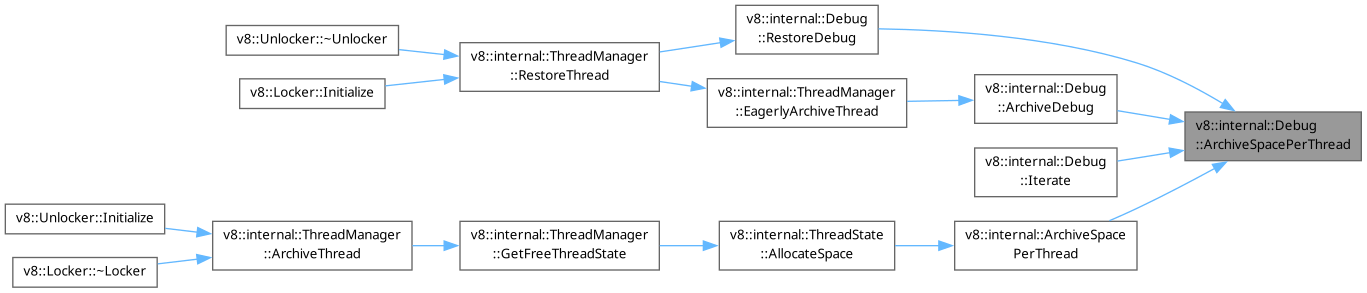 v8::Unlocker::~Unlocker
v8::Locker::Initialize
v8::internal::ThreadManager
::RestoreThread
v8::internal::Debug
::RestoreDebug
v8::internal::ThreadManager
::EagerlyArchiveThread
v8::internal::Debug
::ArchiveDebug
v8::internal::Debug
::Iterate
v8::internal::Debug
::ArchiveSpacePerThread
v8::Unlocker::Initialize
v8::Locker::~Locker
v8::internal::ThreadManager
::ArchiveThread
v8::internal::ThreadManager
::GetFreeThreadState
v8::internal::ThreadState
::AllocateSpace
v8::internal::ArchiveSpace
PerThread